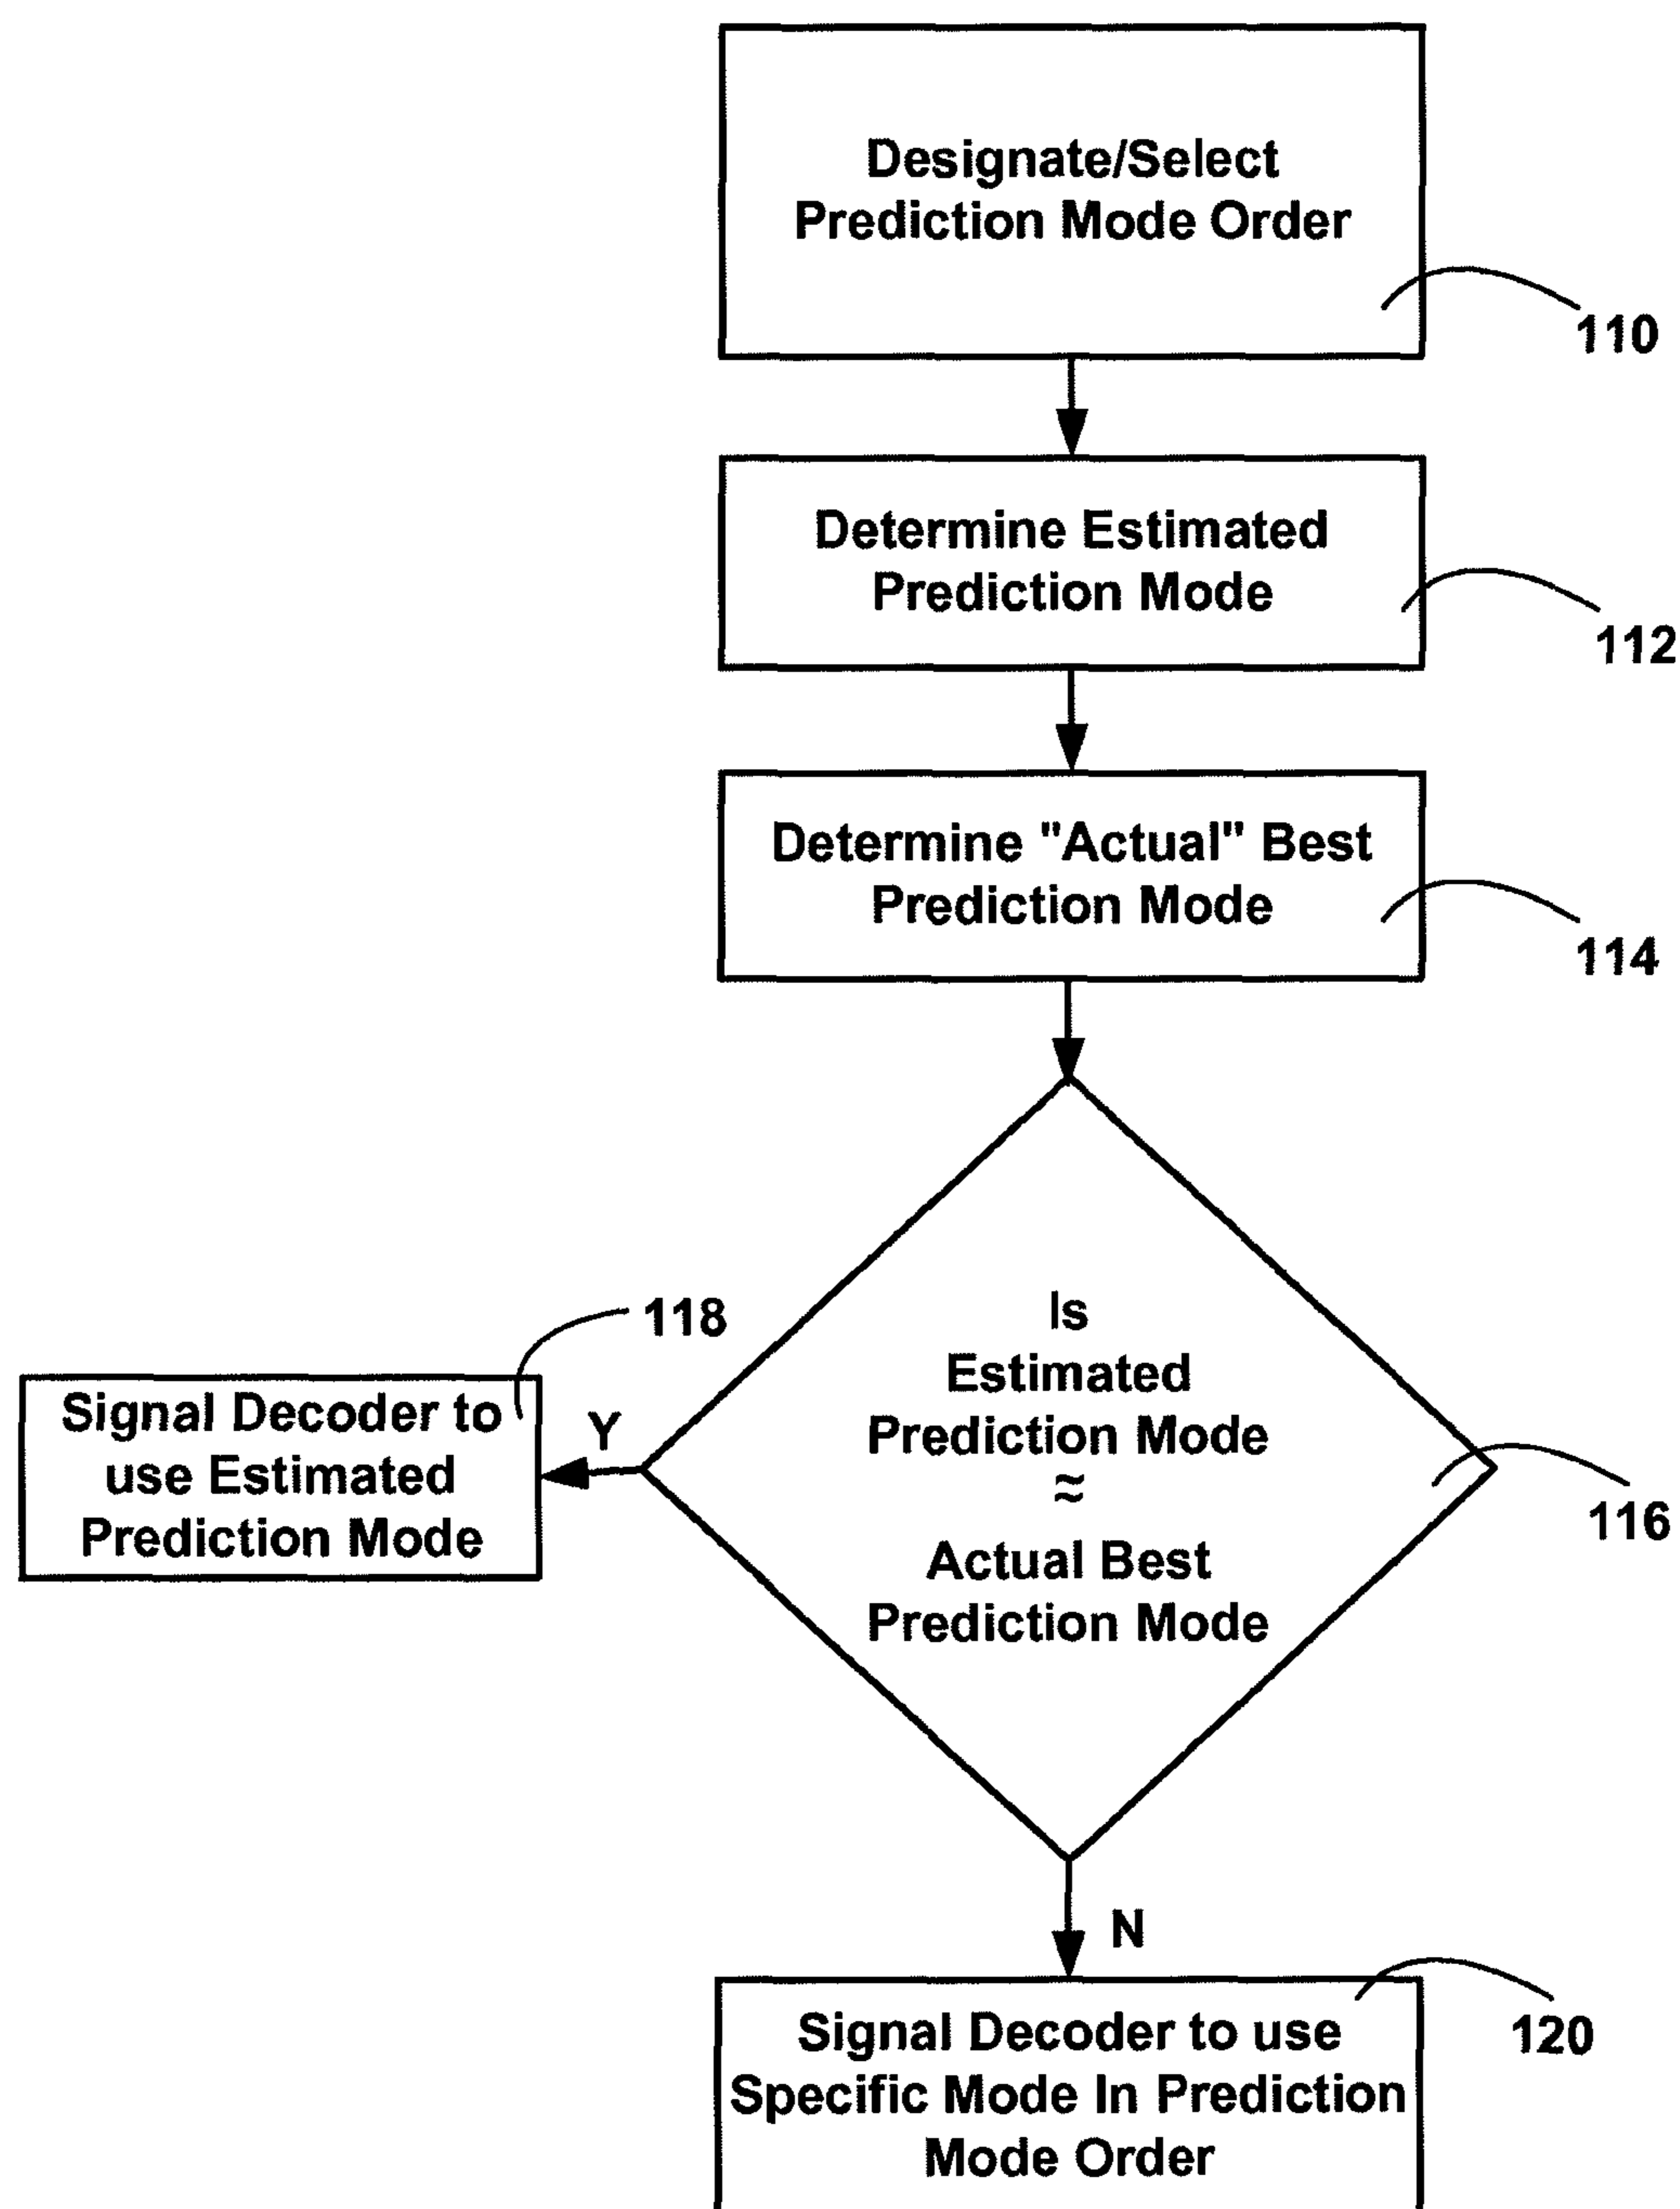 Designate/Select
Prediction Mode Order
110
Determine Estimated
Prediction Mode
112
Determine "Actual" Best
Prediction Mode
114
Is
Estimated
Prediction Mode
≈
Actual Best
Prediction Mode
116
118
Y
Signal Decoder to
use Estimated
Prediction Mode
N
Signal Decoder to use
Specific Mode In Prediction
Mode Order
120